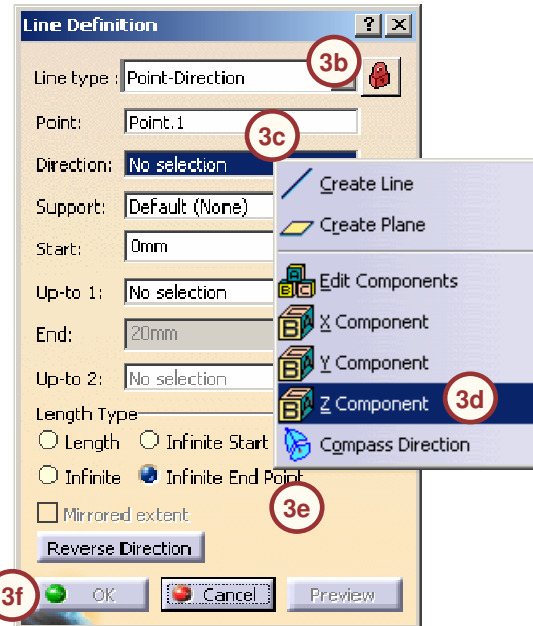 Line Definition
Line type : Point-Direction
3b
Point: Point.1
3c
Direction: No selection
Create Line
Support: Default (None)
Create Plane
Start: 0mm
Edit Components
Up-to 1: No selection
X Component
End: 20mm
Y Component
Up-to 2: No selection
Z Component
3d
Length Type
Length Infinite Start
Compass Direction
Infinite Infinite End Point
3e
Mirrored extent
Reverse Direction
3f
OK Cancel Preview